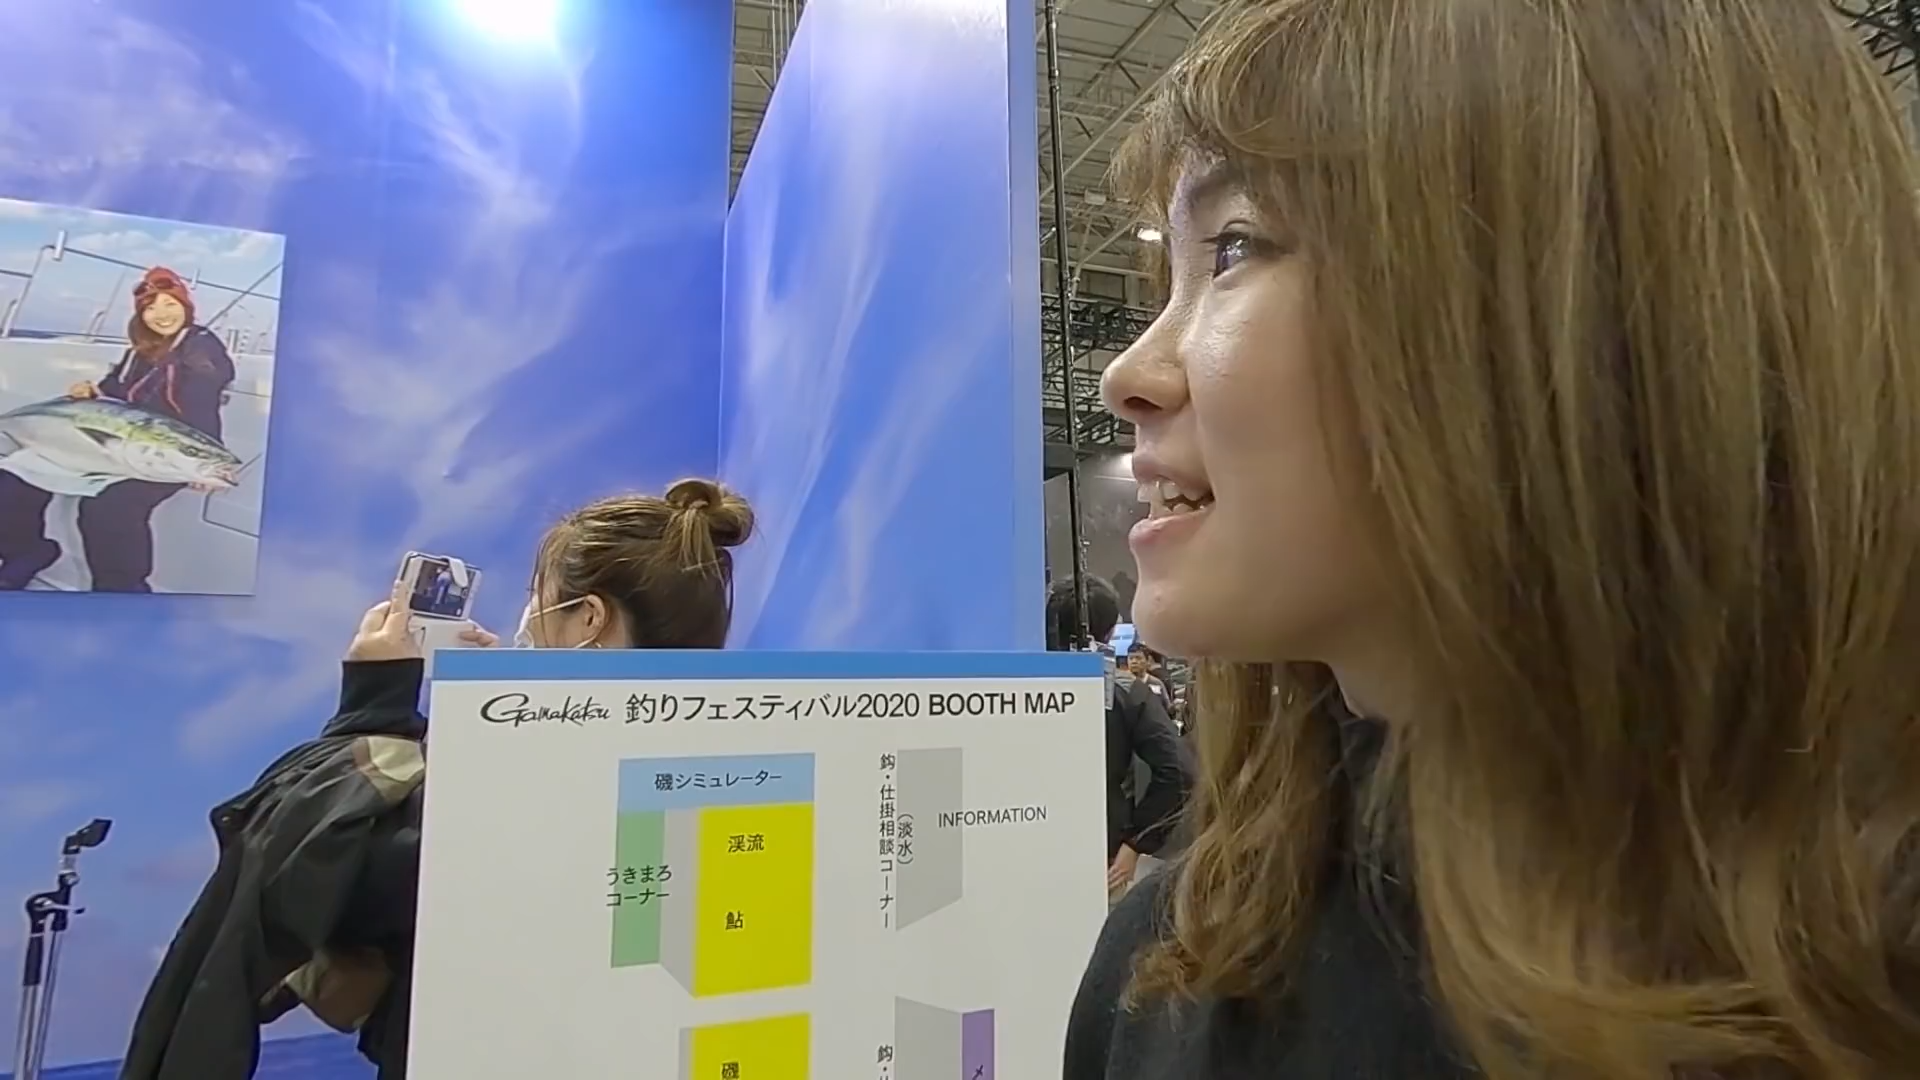 Gamakatsu 釣りフェスティバル2020 BOOTH MAP
磯シミュレーター
渓流
鮎
うきまろ
コーナー
磯
鈎・仕掛相談コーナー
（淡水）
INFORMATION
鈎・
メ